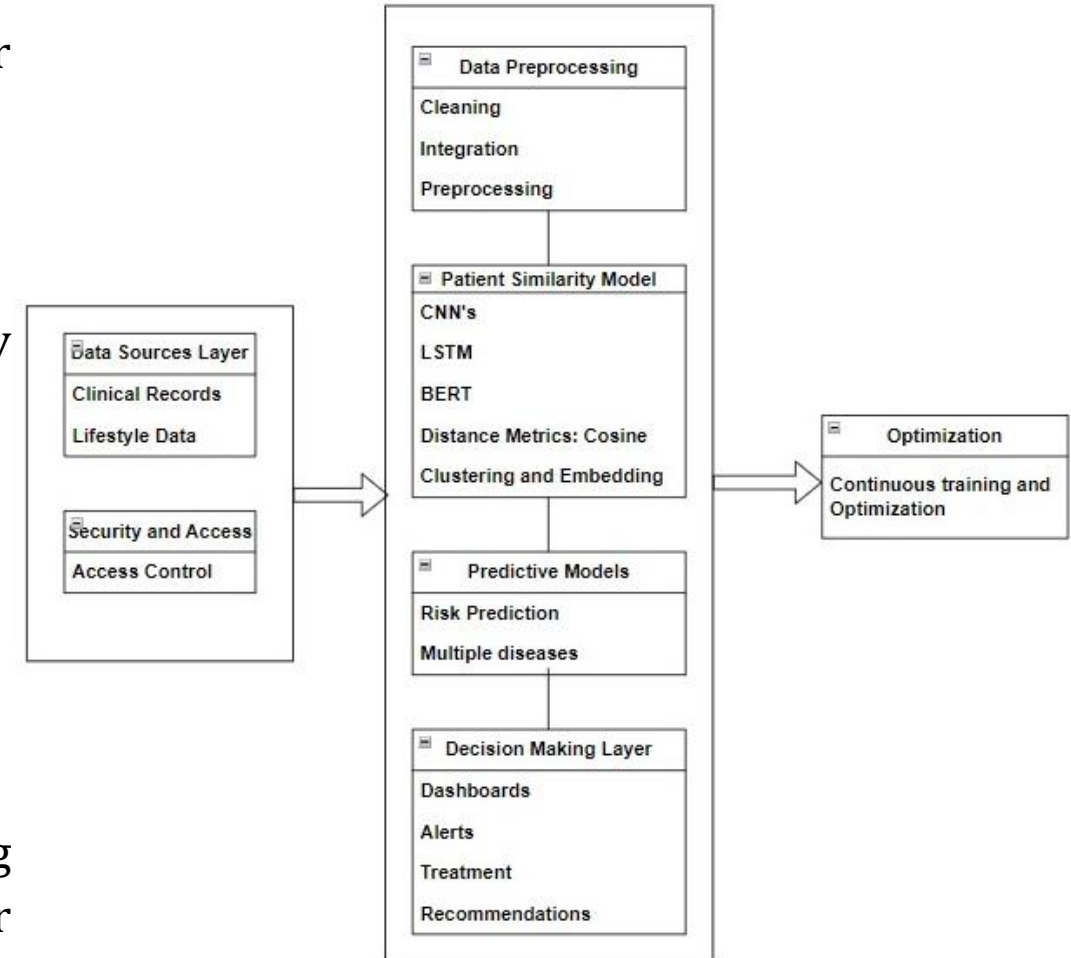 r
y
g
r
Data Sources Layer
Clinical Records
Lifestyle Data
Security and Access
Access Control
Data Preprocessing
Cleaning
Integration
Preprocessing
Patient Similarity Model
CNN's
LSTM
BERT
Distance Metrics: Cosine
Clustering and Embedding
Predictive Models
Risk Prediction
Multiple diseases
Decision Making Layer
Dashboards
Alerts
Treatment
Recommendations
Optimization
Continuous training and
Optimization